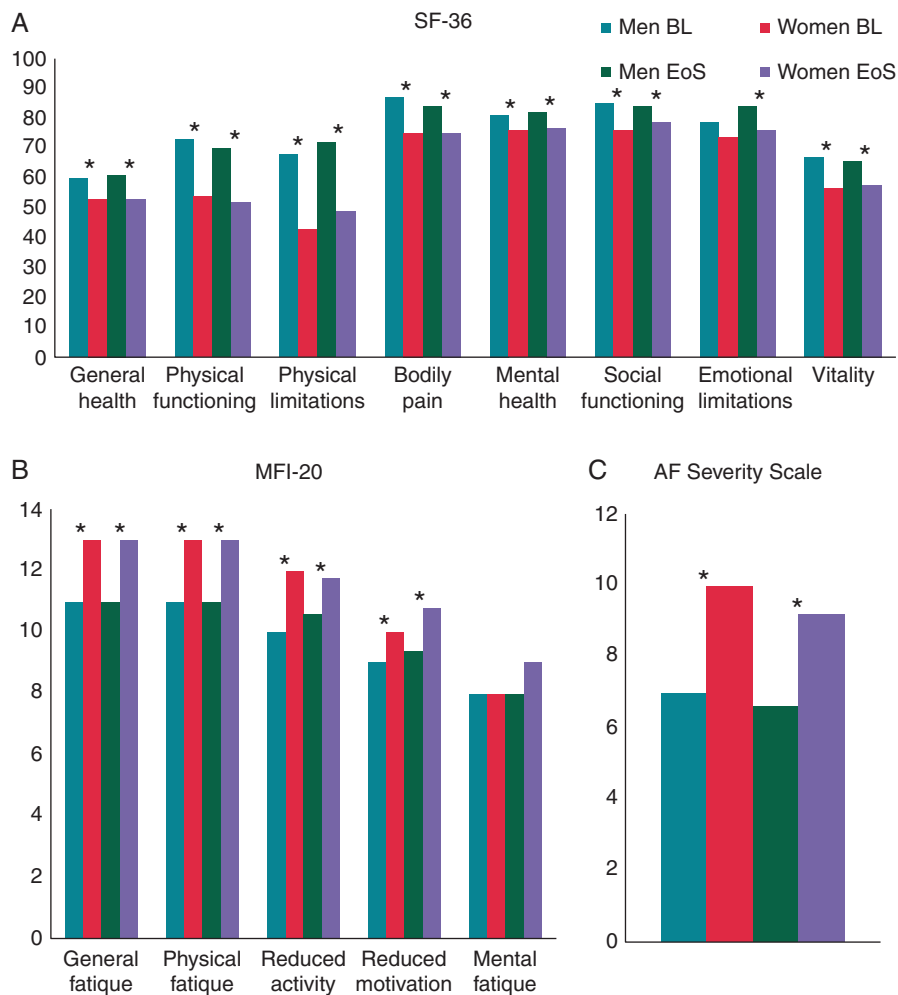 A
SF-36
Men BL
Women BL
Men EoS
Women EoS
100
90
80
70
60
50
40
30
20
10
0
* * * * * * * * * * * * * * *
General health
Physical functioning
Physical limitations
Bodily pain
Mental health
Social functioning
Emotional limitations
Vitality
B
MFI-20
14
12
10
8
6
4
2
0
* * * * * * * *
General fatique
Physical fatique
Reduced activity
Reduced motivation
Mental fatique
C
AF Severity Scale
12
10
8
6
4
2
0
* *